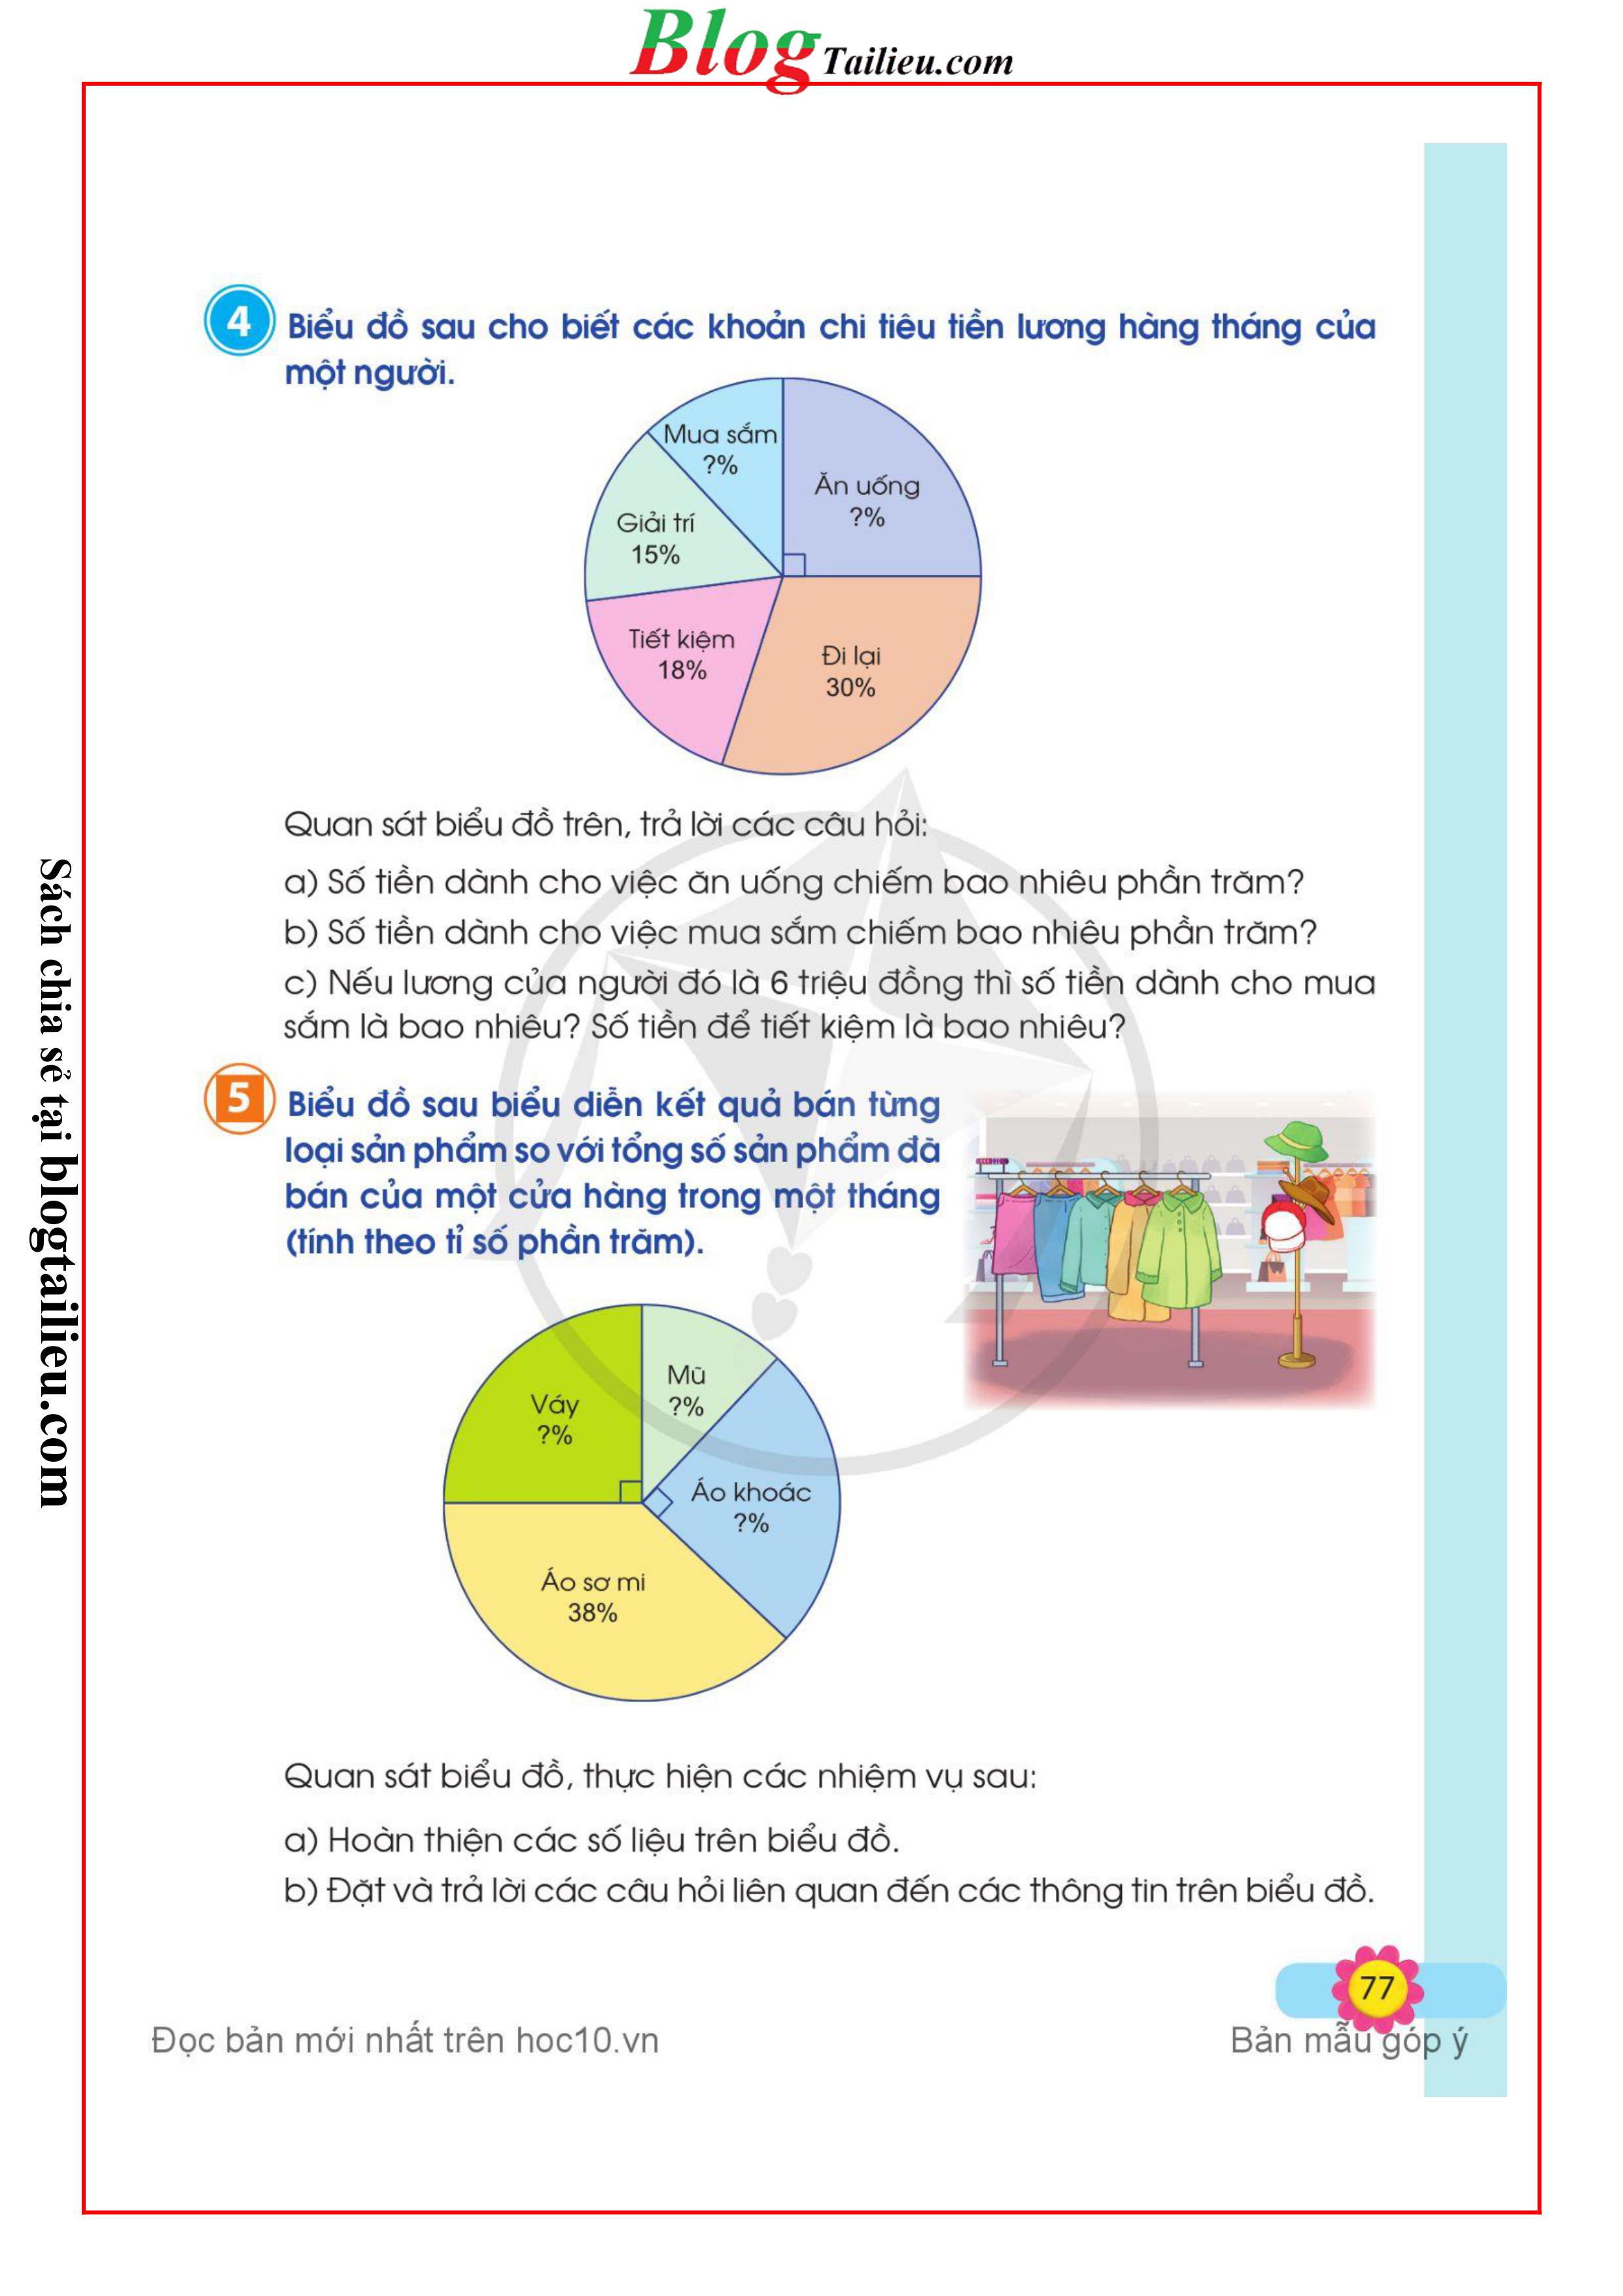 Blog Tailieu.com
4 Biểu đồ sau cho biết các khoản chi tiêu tiền lương hàng tháng của
một người.
Mua sắm
?%
Ăn uống
?%
Giải trí
15%
Tiết kiệm
18%
Đi lại
30%
Quan sát biểu đồ trên, trả lời các câu hỏi:
a) Số tiền dành cho việc ăn uống chiếm bao nhiêu phần trăm?
b) Số tiền dành cho việc mua sắm chiếm bao nhiêu phần trăm?
c) Nếu lương của người đó là 6 triệu đồng thì số tiền dành cho mua
sắm là bao nhiêu? Số tiền để tiết kiệm là bao nhiêu?
5 Biểu đồ sau biểu diễn kết quả bán từng
loại sản phẩm so với tổng số sản phẩm đã
bán của một cửa hàng trong một tháng
(tính theo tỉ số phần trăm).
Váy
?%
Mũ
?%
Áo khoác
?%
Áo sơ mi
38%
Quan sát biểu đồ, thực hiện các nhiệm vụ sau:
a) Hoàn thiện các số liệu trên biểu đồ.
b) Đặt và trả lời các câu hỏi liên quan đến các thông tin trên biểu đồ.
77
Đọc bản mới nhất trên hoc10.vn
Bản mẫu góp ý
Sách chia sẻ tại blogtailieu.com